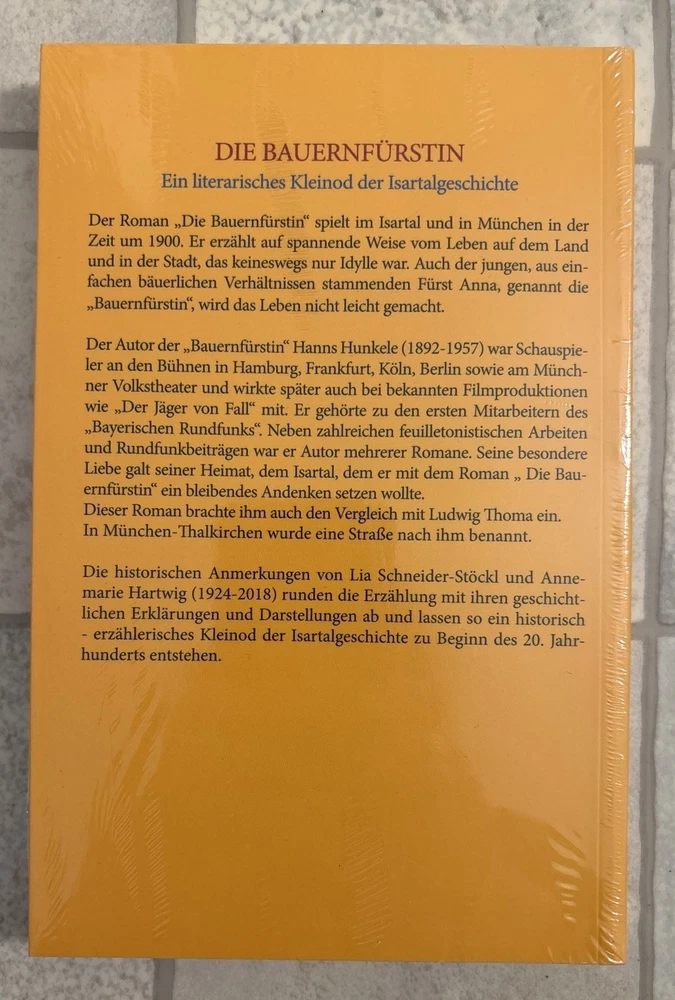 DIE BAUERNFÜRSTIN
Ein literarisches Kleinod der Isartalgeschichte
Der Roman „Die Bauernfürstin“ spielt im Isartal und in München in der
Zeit um 1900. Er erzählt auf spannende Weise vom Leben auf dem Land
und in der Stadt, das keineswegs nur Idylle war. Auch der jungen, aus ein-
fachen bäuerlichen Verhältnissen stammenden Fürst Anna, genannt die
„Bauernfürstin“, wird das Leben nicht leicht gemacht.
Der Autor der „Bauernfürstin“ Hanns Hunkele (1892-1957) war Schauspie-
ler an den Bühnen in Hamburg, Frankfurt, Köln, Berlin sowie am Münch-
ner Volkstheater und wirkte später auch bei bekannten Filmproduktionen
wie „Der Jäger von Fall“ mit. Er gehörte zu den ersten Mitarbeitern des
„Bayerischen Rundfunks“. Neben zahlreichen feuilletonistischen Arbeiten
und Rundfunkbeiträgen war er Autor mehrerer Romane. Seine besondere
Liebe galt seiner Heimat, dem Isartal, dem er mit dem Roman „ Die Bau-
ernfürstin“ ein bleibendes Andenken setzen wollte.
Dieser Roman brachte ihm auch den Vergleich mit Ludwig Thoma ein.
In München-Thalkirchen wurde eine Straße nach ihm benannt.
Die historischen Anmerkungen von Lia Schneider-Stöckl und Anne-
marie Hartwig (1924-2018) runden die Erzählung mit ihren geschicht-
lichen Erklärungen und Darstellungen ab und lassen so ein historisch
- erzählerisches Kleinod der Isartalgeschichte zu Beginn des 20. Jahr-
hunderts entstehen.